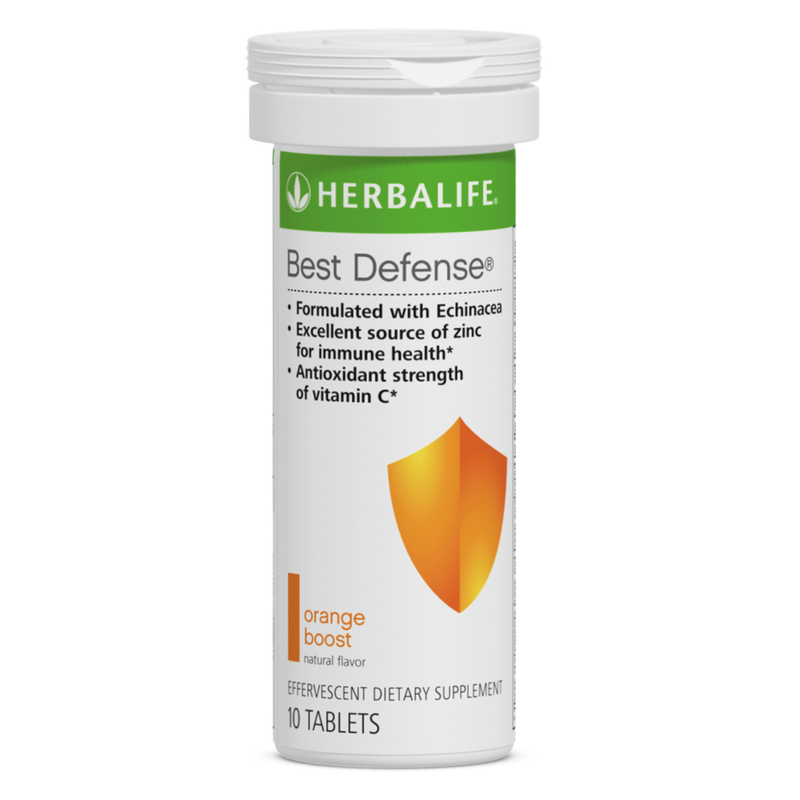 HERBALIFE®
Best Defense®
• Formulated with Echinacea
• Excellent source of zinc
for immune health*
• Antioxidant strength
of vitamin C*
orange
boost
natural flavor
EFFERVESCENT DIETARY SUPPLEMENT
10 TABLETS